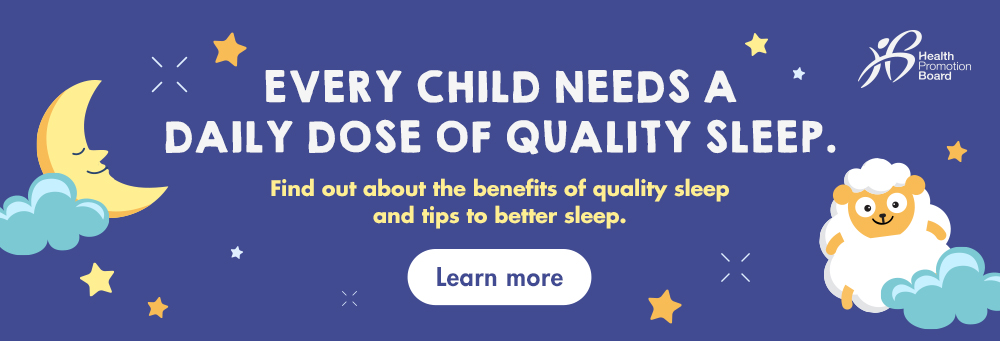 EVERY CHILD NEEDS A
DAILY DOSE OF QUALITY SLEEP.
Find out about the benefits of quality sleep
and tips to better sleep.
Learn more
Health
Promotion
Board